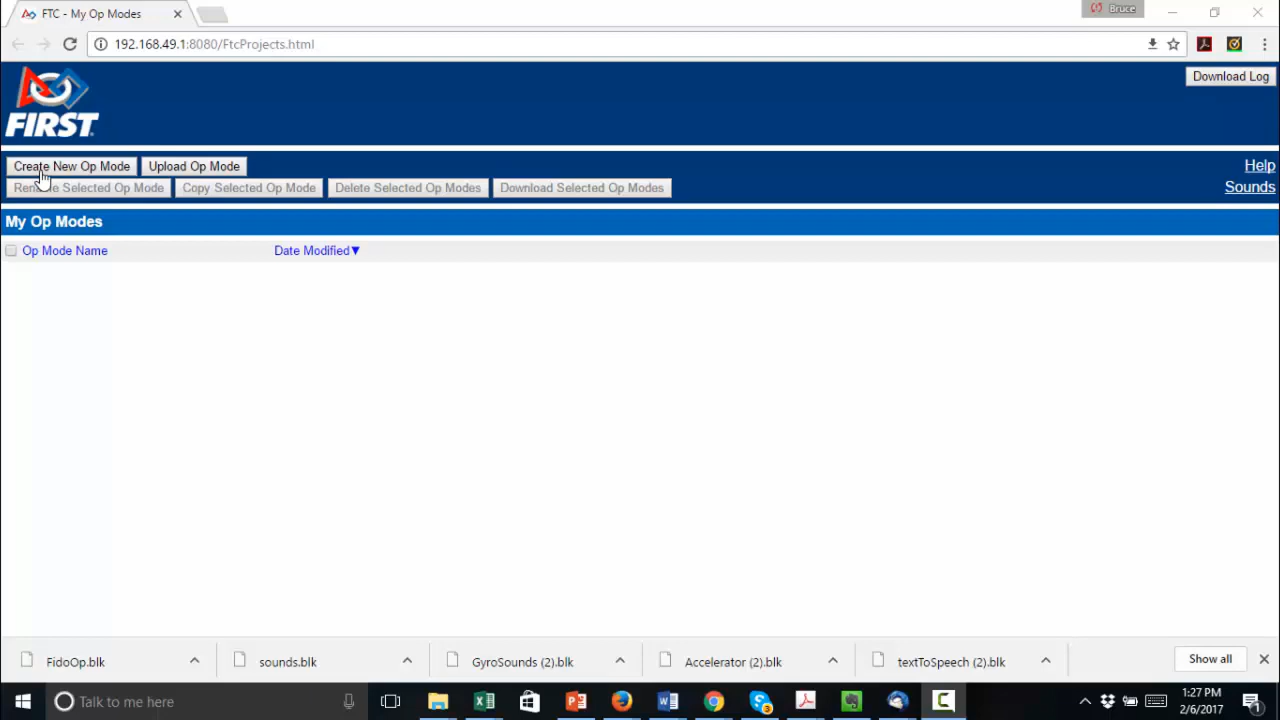 FTC - My Op Modes
Bruce
192.168.49.1:8080/FtcProjects.html
FIRST
Download Log
Create New Op Mode Upload Op Mode
Help
Rename Selected Op Mode Copy Selected Op Mode Delete Selected Op Modes Download Selected Op Modes
Sounds
My Op Modes
Op Mode Name Date Modified▼
FidoOp.blk sounds.blk GyroSounds (2).blk Accelerator (2).blk textToSpeech (2).blk Show all
Talk to me here
1:27 PM
2/6/2017